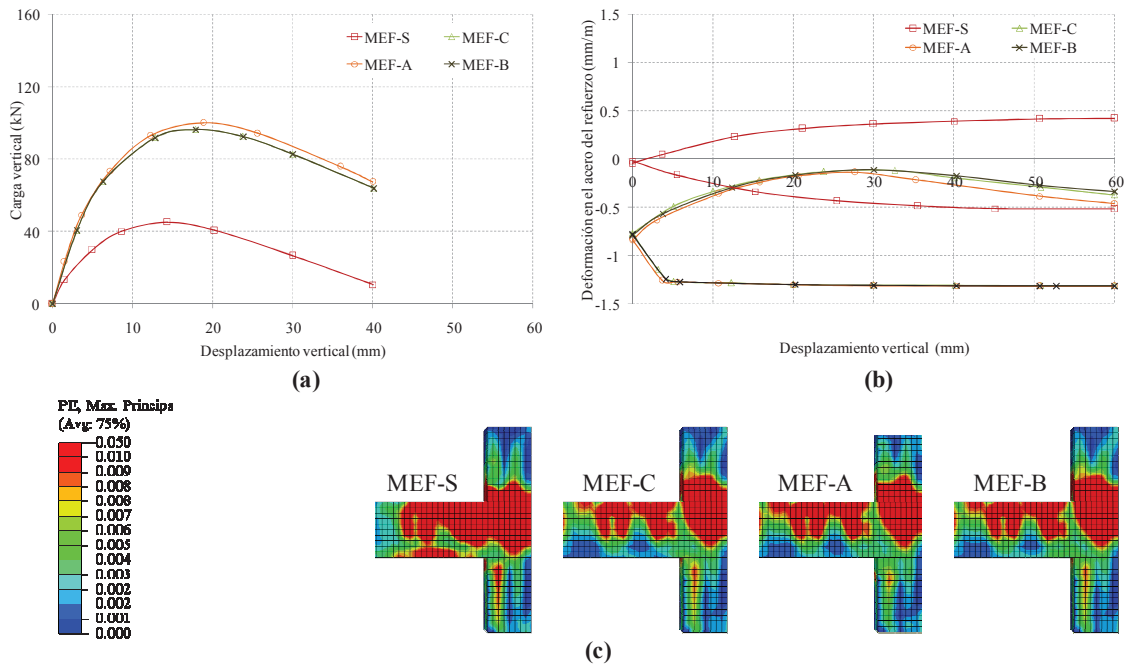 160
120
80
40
0
Carga vertical (kN)
MEF-S MEF-C
MEF-A MEF-B
0 10 20 30 40 50 60
Desplazamiento vertical (mm)
(a)
1.5
1
0.5
0
-0.5
-1
-1.5
Deformación en el acero del refuerzo (mm/m)
MEF-S MEF-C
MEF-A MEF-B
0 10 20 30 40 50 60
Desplazamiento vertical (mm)
(b)
PE, Max. Principa
(Avg: 75%)
0.050
0.010
0.009
0.008
0.008
0.007
0.006
0.005
0.004
0.003
0.002
0.002
0.001
0.000
MEF-S MEF-C MEF-A MEF-B
(c)